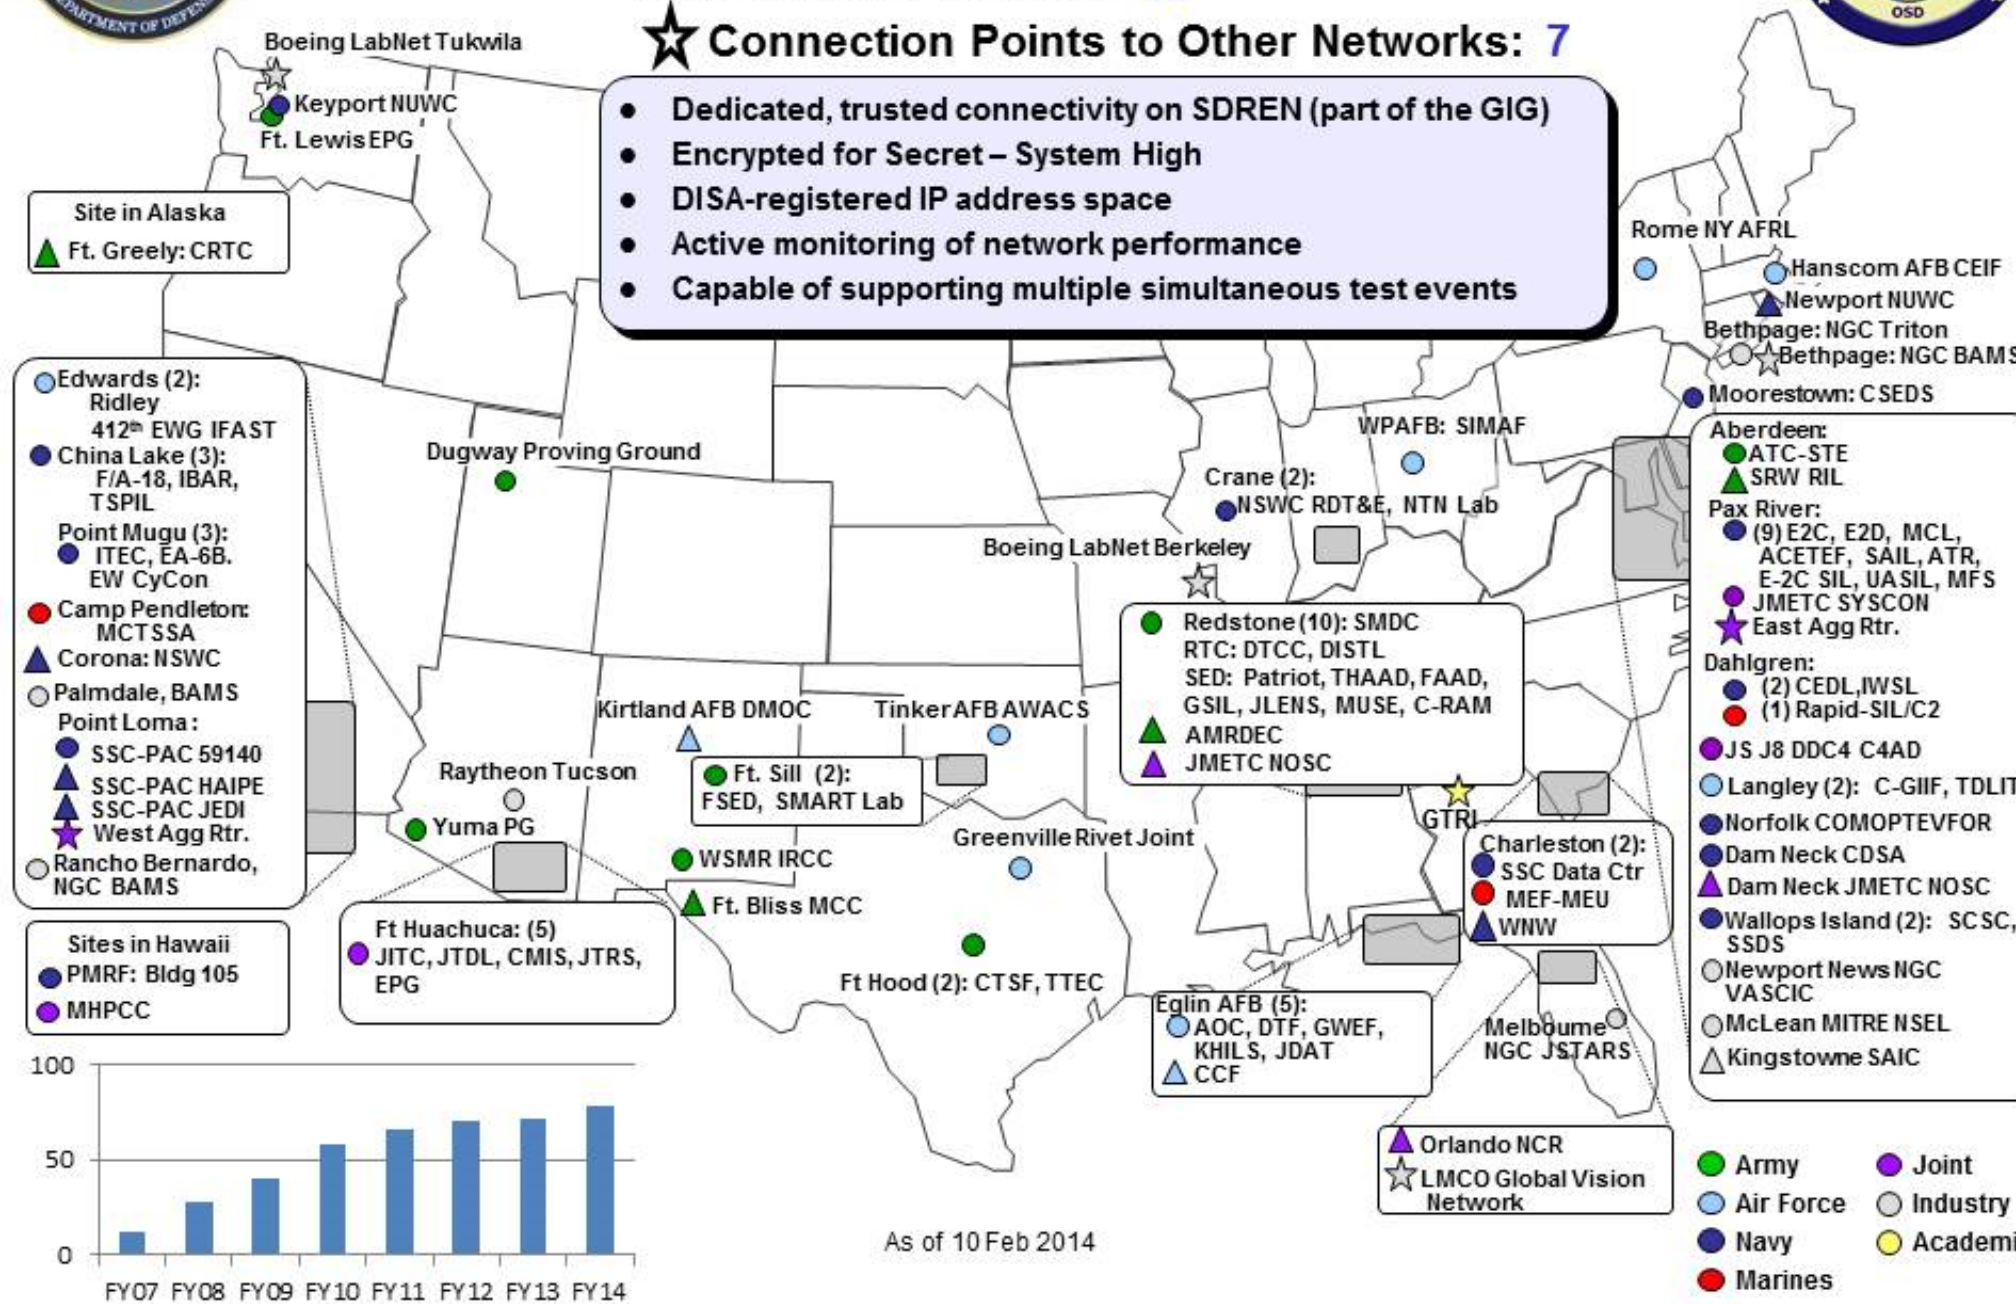 DEPARTMENT OF DEFENSE
OSD
Connection Points to Other Networks: 7
Dedicated, trusted connectivity on SDREN (part of the GIG)
Encrypted for Secret – System High
DISA-registered IP address space
Active monitoring of network performance
Capable of supporting multiple simultaneous test events
Boeing LabNet Tukwila
Keyport NUWC
Ft. Lewis EPG
Site in Alaska
Ft. Greely: CRTC
Edwards (2):
Ridley
412th EWG IFAST
China Lake (3):
F/A-18, IBAR,
TSPIL
Point Mugu (3):
ITEC, EA-6B.
EW CyCon
Camp Pendleton:
MCTSSA
Corona: NSWC
Palmdale, BAMS
Point Loma:
SSC-PAC 59140
SSC-PAC HAIPE
SSC-PAC JEDI
West Agg Rtr.
Rancho Bernardo,
NGC BAMS
Sites in Hawaii
PMRF: Bldg 105
MHPCC
Dugway Proving Ground
Raytheon Tucson
Yuma PG
Ft Huachuca: (5)
JITC, JTDL, CMIS, JTRS,
EPG
Kirtland AFB DMOC
Ft. Sill (2):
FSED, SMART Lab
WSMR IRCC
Ft. Bliss MCC
Tinker AFB AWACS
Greenville Rivet Joint
Ft Hood (2): CTSF, TTEC
WPAFB: SIMAF
Crane (2):
NSWC RDT&E, NTN Lab
Boeing LabNet Berkeley
Redstone (10): SMDC
RTC: DTCC, DISTL
SED: Patriot, THAAD, FAAD,
GSIL, JLENS, MUSE, C-RAM
AMRDEC
JMETC NOSC
GTRI
Charleston (2):
SSC Data Ctr
MEF-MEU
WNW
Eglin AFB (5):
AOC, DTF, GWEF,
KHILS, JDAT
CCF
Melbourne
NGC JSTARS
Orlando NCR
LMCO Global Vision
Network
Rome NY AFRL
Hanscom AFB CEIF
Newport NUWC
Bethpage: NGC Triton
Bethpage: NGC BAMS
Moorestown: CSEDS
Aberdeen:
ATC-STE
SRW RIL
Pax River:
(9) E2C, E2D, MCL,
ACETEF, SAIL, ATR,
E-2C SIL, UASIL, MFS
JMETC SYSCON
East Agg Rtr.
Dahlgren:
(2) CEDL,IWSL
(1) Rapid-SIL/C2
JS J8 DDC4 C4AD
Langley (2): C-GIIF, TDLIT
Norfolk COMOPTEVFOR
Dam Neck CDSA
Dam Neck JMETC NOSC
Wallops Island (2): SCSC,
SSDS
Newport News NGC
VASCIC
McLean MITRE NSEL
Kingstowne SAIC
100
50
0
FY07 FY08 FY09 FY10 FY11 FY12 FY13 FY14
As of 10 Feb 2014
Army
Joint
Air Force
Industry
Navy
Academi
Marines